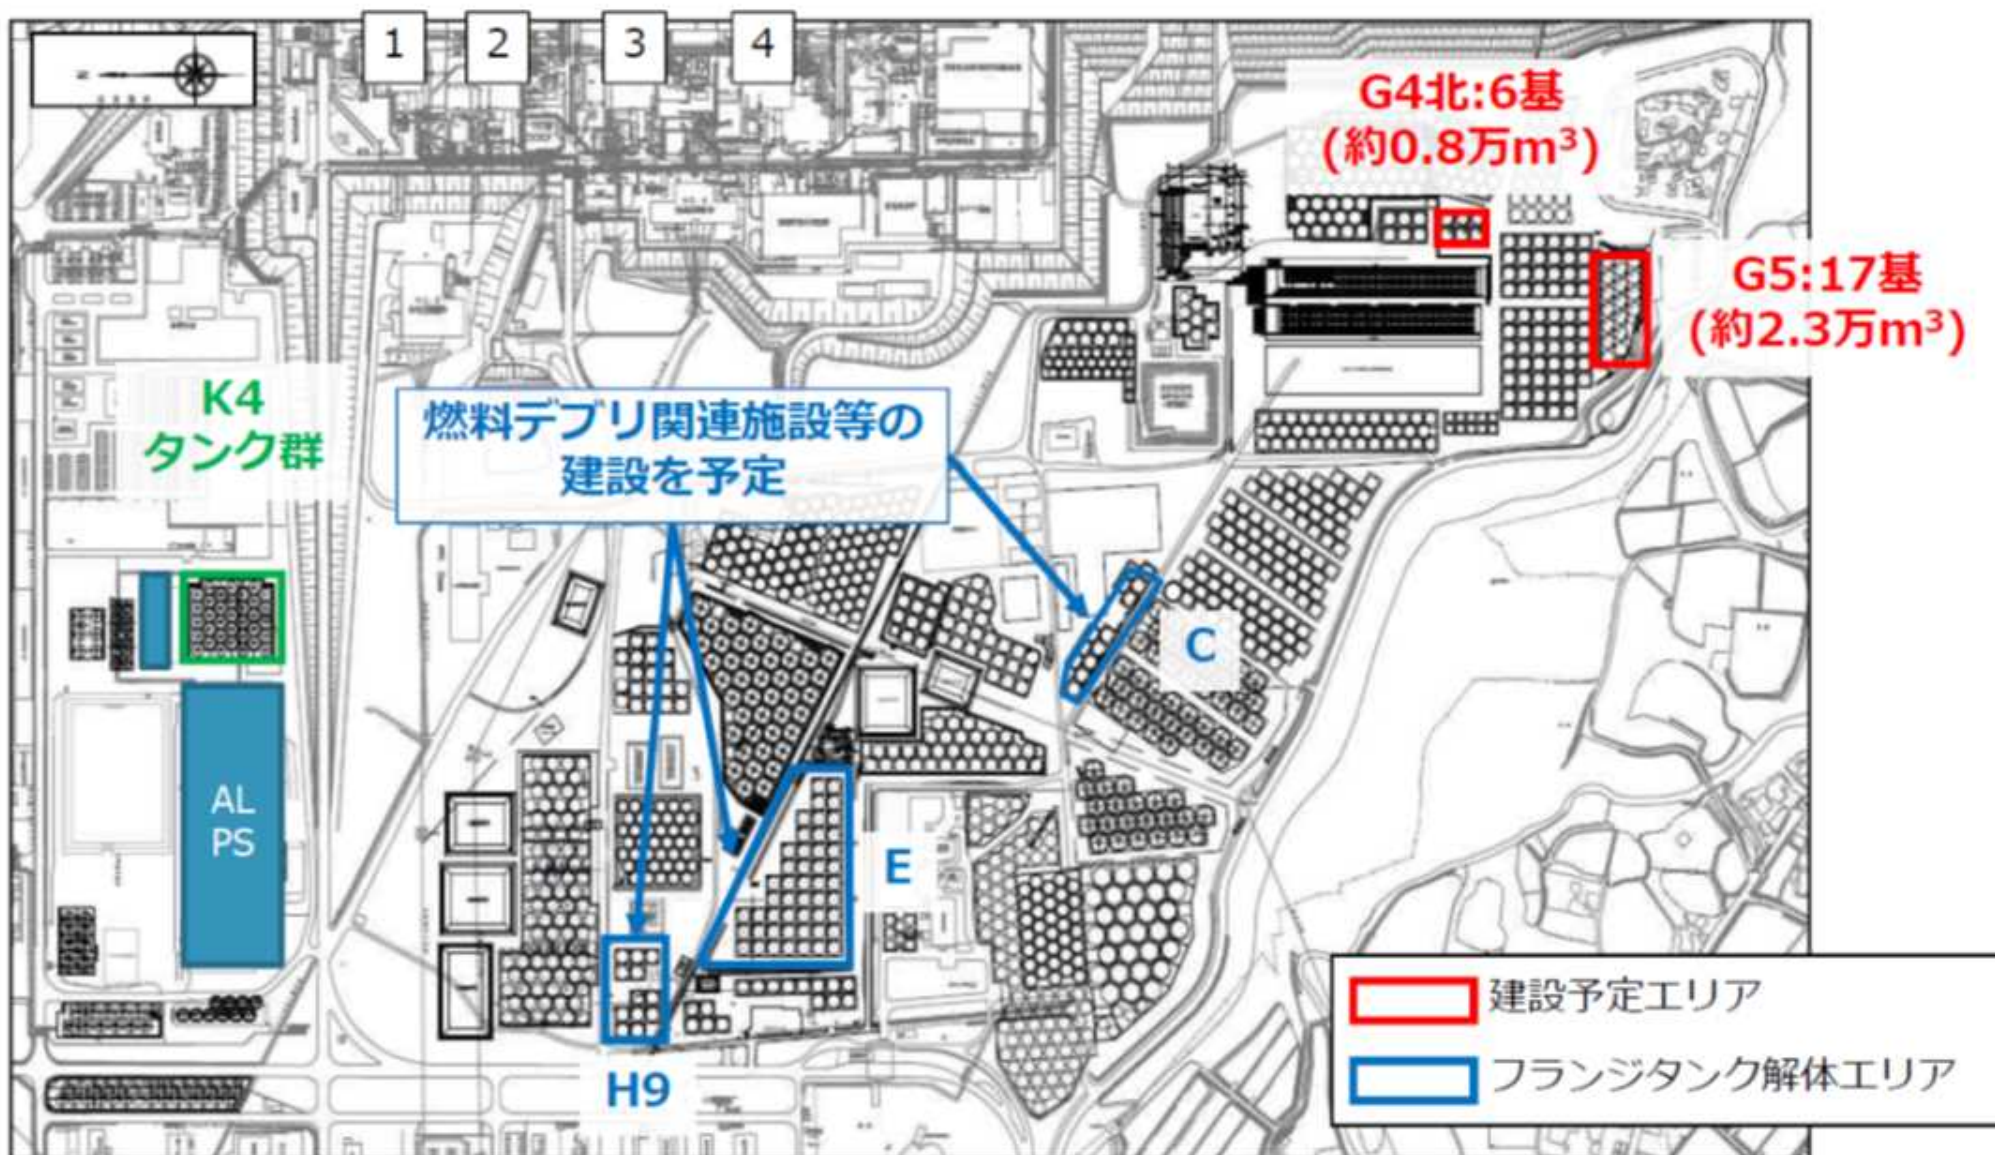 1
2
3
4
N
G4北:6基
(約0.8万m³)
G5:17基
(約2.3万m³)
K4
タンク群
燃料デブリ関連施設等の
建設を予定
C
AL
PS
E
H9
建設予定エリア
フランジタンク解体エリア